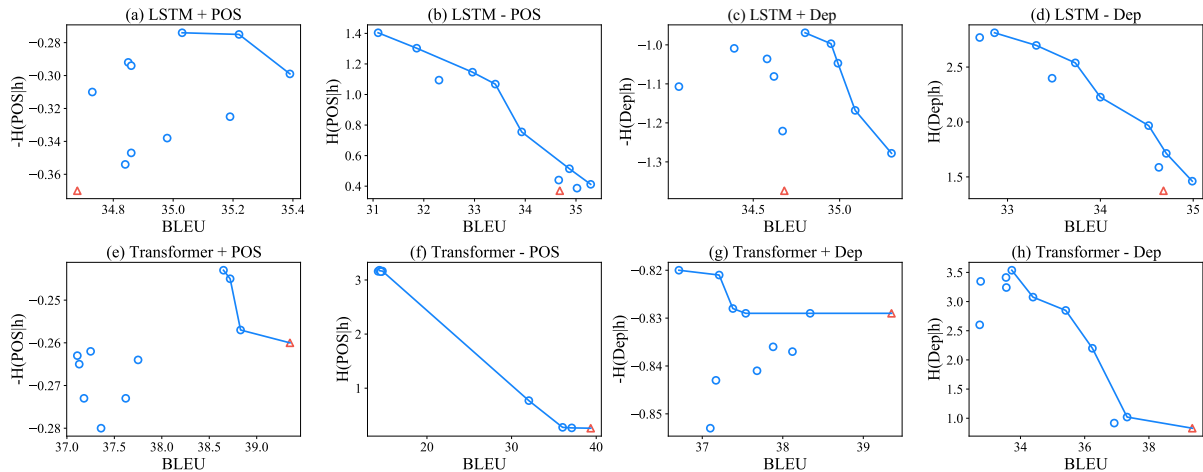 (a) LSTM + POS
-H(POS|h)
−0.28
−0.30
−0.32
−0.34
−0.36
34.8
35.0
35.2
35.4
BLEU
(b) LSTM - POS
H(POS|h)
1.4
1.2
1.0
0.8
0.6
0.4
31
32
33
34
35
BLEU
(c) LSTM + Dep
-H(Dep|h)
−1.0
−1.1
−1.2
−1.3
34.5
35.0
BLEU
(d) LSTM - Dep
H(Dep|h)
2.5
2.0
1.5
33
34
35
BLEU
(e) Transformer + POS
-H(POS|h)
−0.25
−0.26
−0.27
−0.28
37.0
37.5
38.0
38.5
39.0
BLEU
(f) Transformer - POS
H(POS|h)
3
2
1
20
30
40
BLEU
(g) Transformer + Dep
-H(Dep|h)
−0.82
−0.83
−0.84
−0.85
37
38
39
BLEU
(h) Transformer - Dep
H(Dep|h)
3.5
3.0
2.5
2.0
1.5
1.0
34
36
38
BLEU